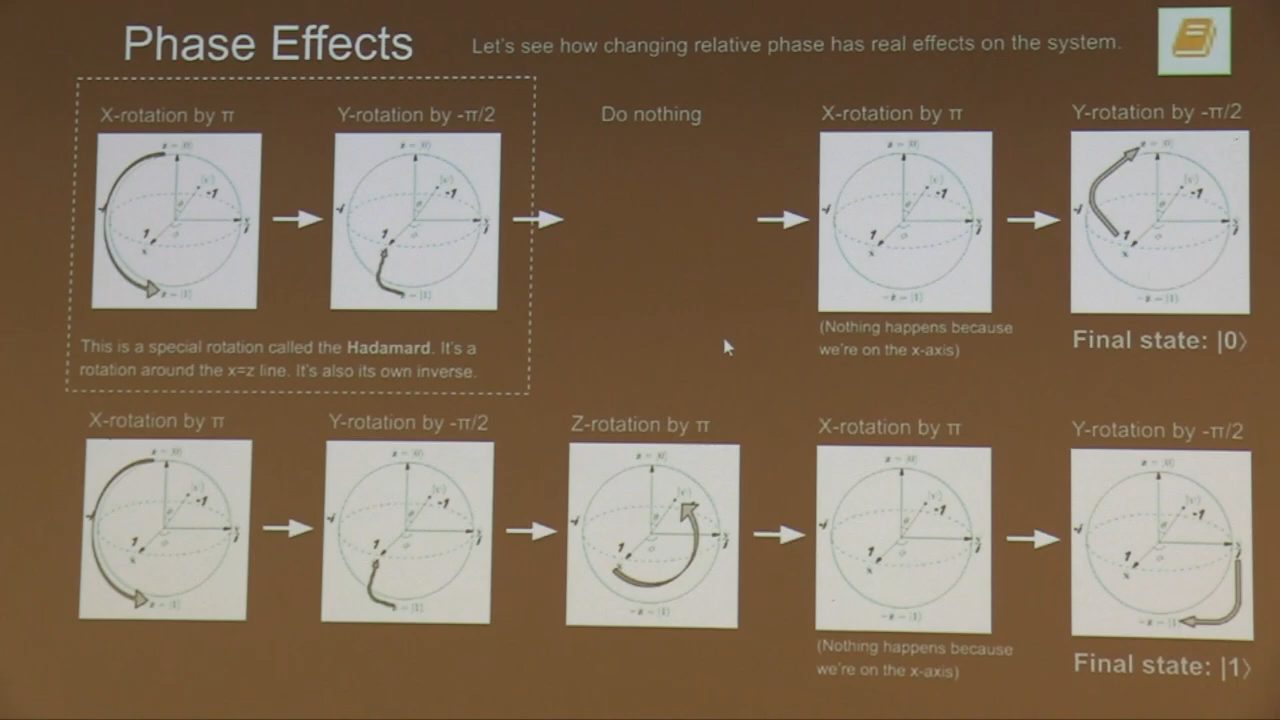 Phase Effects
Let's see how changing relative phase has real effects on the system.
X-rotation by π
Y-rotation by -π/2
Do nothing
X-rotation by π
Y-rotation by -π/2
(Nothing happens because
we're on the x-axis)
Final state: |0⟩
This is a special rotation called the Hadamard. It's a
rotation around the x=z line. It's also its own inverse.
X-rotation by π
Y-rotation by -π/2
Z-rotation by π
X-rotation by π
Y-rotation by -π/2
(Nothing happens because
we're on the x-axis)
Final state: |1⟩